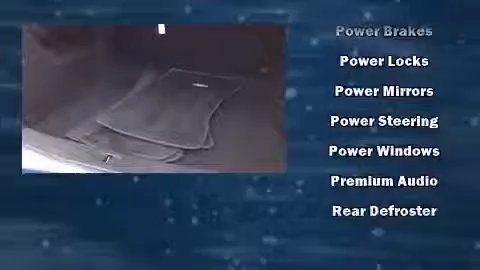 Power Brakes
Power Locks
Power Mirrors
Power Steering
Power Windows
Premium Audio
Rear Defroster